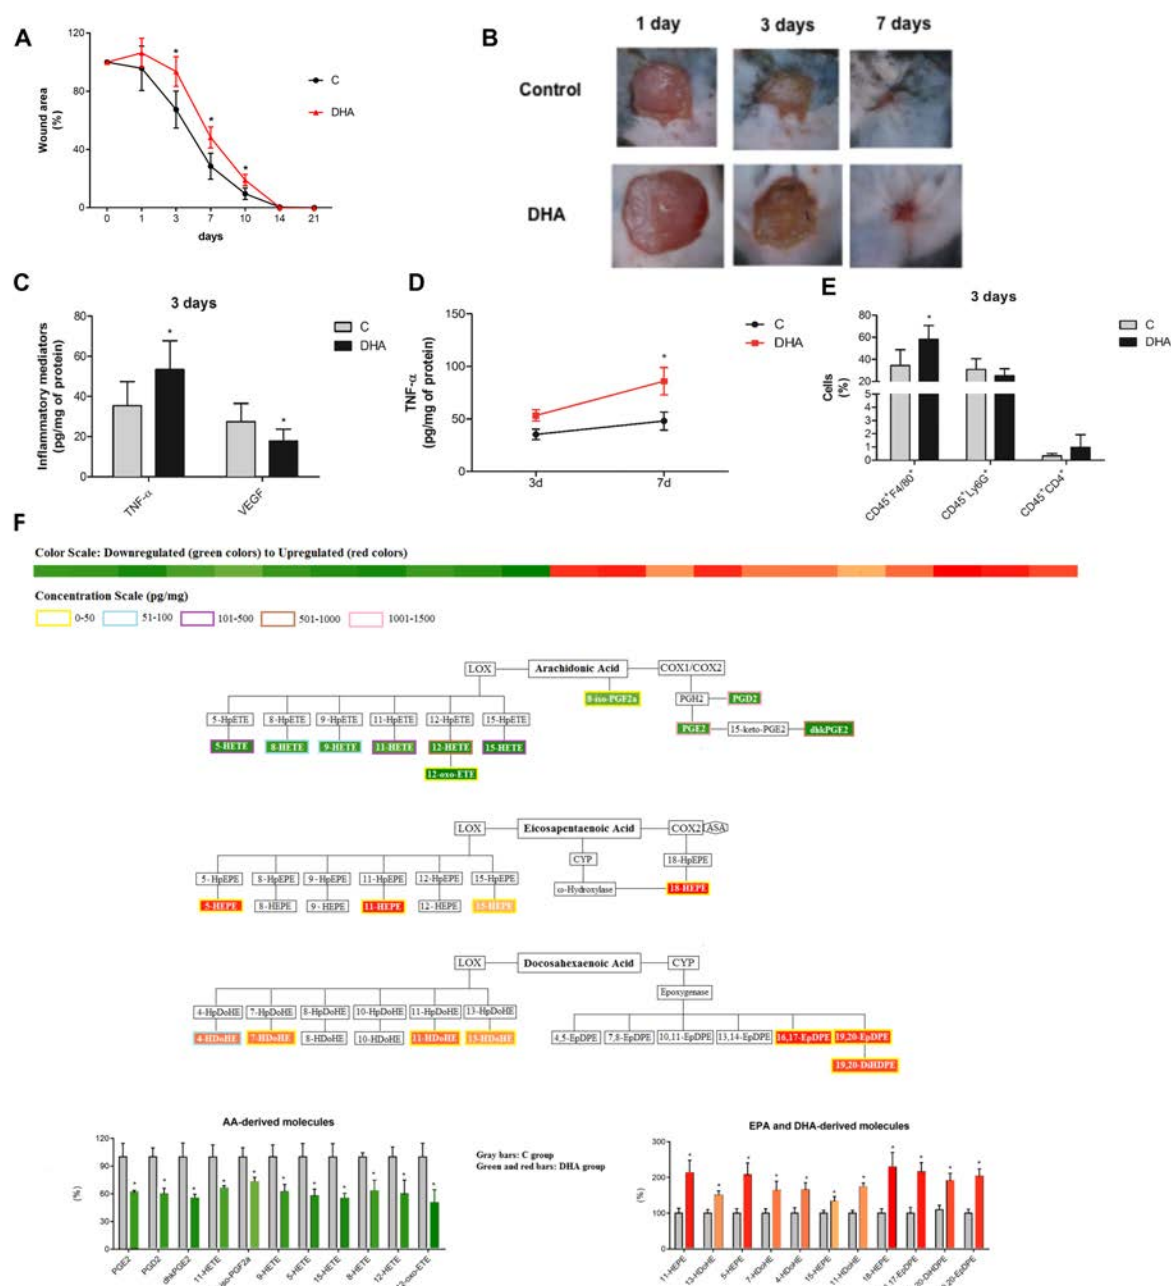 A
120
80
40
0
Wound area
(%)
*
*
*
*
C
DHA
0 1 3 7 10 14 21
days
B
1 day 3 days 7 days
Control
DHA
C
3 days
Inflammatory mediators
(pg/mg of protein)
80
60
40
20
0
*
*
C
DHA
TNF-α VEGF
D
TNF-α
(pg/mg of protein)
150
100
50
0
*
C
DHA
3d 7d
E
3 days
Cells
(%)
80
60
40
20
5
4
3
2
1
0
*
C
DHA
CD45⁺F4/80⁺ CD45⁺Ly6G⁺ CD45⁺CD4⁺
F
Color Scale: Downregulated (green colors) to Upregulated (red colors)
Concentration Scale (pg/mg)
0-50 51-100 101-500 501-1000 1001-1500
LOX Arachidonic Acid COX1/COX2
8-iso-PGF2a PGH2 PGD2
5-HpETE 8-HpETE 9-HpETE 11-HpETE 12-HpETE 15-HpETE PGE2 15-keto-PGE2 dhkPGE2
5-HETE 8-HETE 9-HETE 11-HETE 12-HETE 15-HETE
12-oxo-ETE
LOX Eicosapentaenoic Acid COX2 ASA
CYP 18-HpEPE
5-HpEPE 8-HpEPE 9-HpEPE 11-HpEPE 12-HpEPE 15-HpEPE
ω-Hydroxylase 18-HEPE
5-HEPE 8-HEPE 9-HEPE 11-HEPE 12-HEPE 15-HEPE
LOX Docosahexaenoic Acid CYP
Epoxygenase
4-HpDoHE 7-HpDoHE 8-HpDoHE 10-HpDoHE 11-HpDoHE 13-HpDoHE
4-HDoHE 7-HDoHE 8-HDoHE 10-HDoHE 11-HDoHE 13-HDoHE
4,5-EpDPE 7,8-EpDPE 10,11-EpDPE 13,14-EpDPE 16,17-EpDPE 19,20-EpDPE
19,20-DiHDPE
AA-derived molecules
120
90
60
30
0
(%)
* * * * * * * * * * *
PGE2 PGD2 dhkPGE2 11-HETE iso-PGF2a 9-HETE 5-HETE 15-HETE 8-HETE 12-HETE 2-oxo-ETE
Gray bars: C group
Green and red bars: DHA group
EPA and DHA-derived molecules
300
200
100
0
(%)
* * * * * * * * * * *
11-HEPE 13-HDoHE 5-HEPE 7-HDoHE 4-HDoHE 15-HEPE 11-HDoHE 18-HEPE 17-EpDPE 20-DiHDPE 20-EpDPE